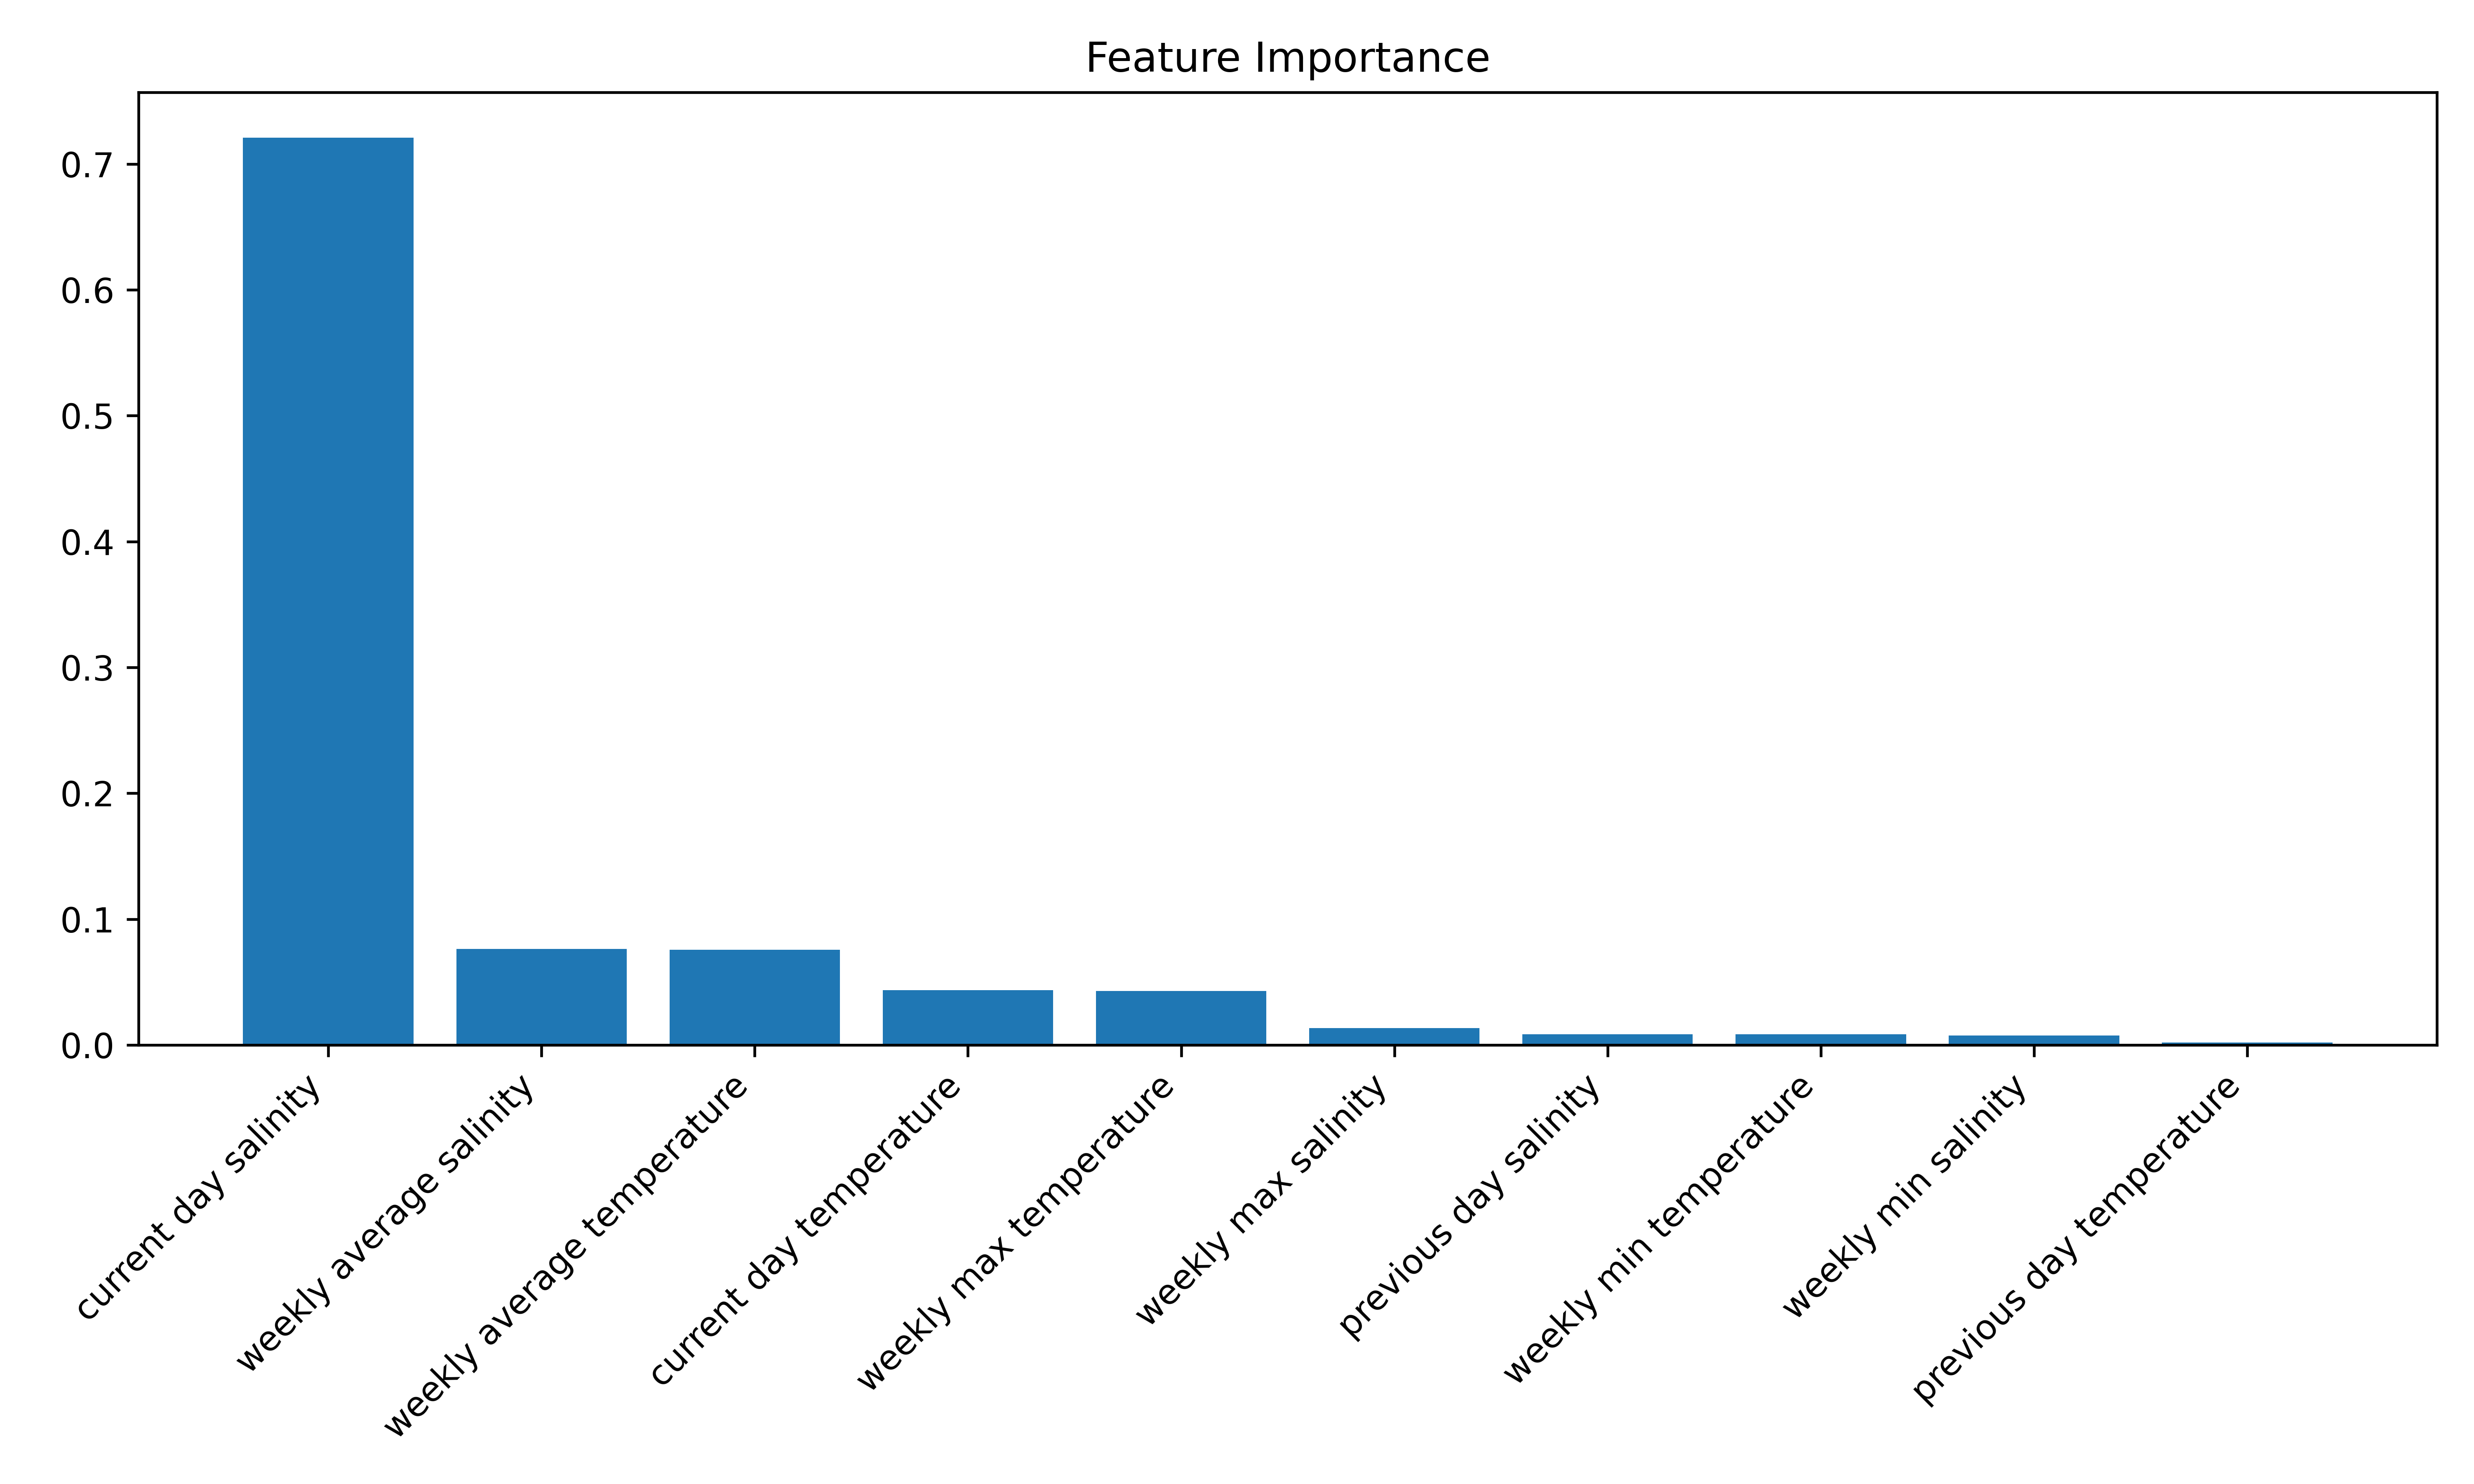 Feature Importance
0.7
0.6
0.5
0.4
0.3
0.2
0.1
0.0
current day salinity
weekly average salinity
weekly average temperature
current day temperature
weekly max temperature
weekly max salinity
previous day salinity
weekly min temperature
weekly min salinity
previous day temperature